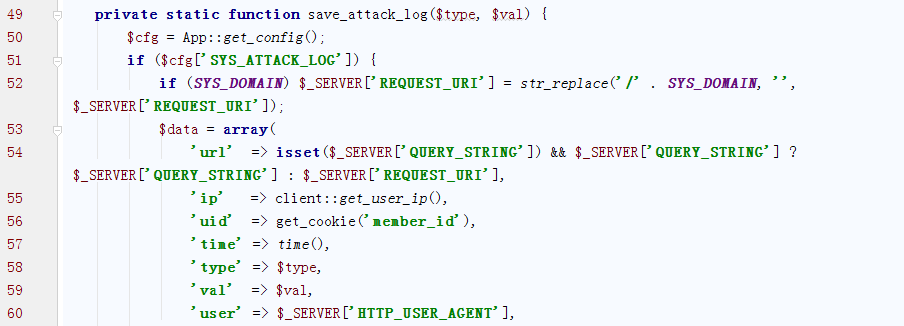 49 private static function save_attack_log($type, $val) {
50 $cfg = App::get_config();
51 if ($cfg['SYS_ATTACK_LOG']) {
52 if (SYS_DOMAIN) $_SERVER['REQUEST_URI'] = str_replace('/' . SYS_DOMAIN, '',
$_SERVER['REQUEST_URI']);
53 $data = array(
54 'url' => isset($_SERVER['QUERY_STRING']) && $_SERVER['QUERY_STRING'] ?
$_SERVER['QUERY_STRING'] : $_SERVER['REQUEST_URI'],
55 'ip' => client::get_user_ip(),
56 'uid' => get_cookie('member_id'),
57 'time' => time(),
58 'type' => $type,
59 'val' => $val,
60 'user' => $_SERVER['HTTP_USER_AGENT'],